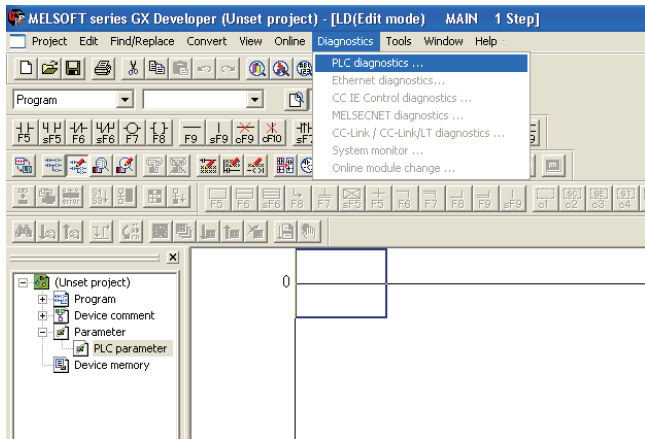 MELSOFT series GX Developer (Unset project) - [LD(Edit mode) MAIN 1 Step]
Project Edit Find/Replace Convert View Online Diagnostics Tools Window Help
PLC diagnostics ...
Ethernet diagnostics...
CC IE Control diagnostics ...
MELSECNET diagnostics ...
CC-Link / CC-Link/LT diagnostics ...
System monitor ...
Online module change ...
Program
F5 sF5 F6 sF6 F7 F8 F9 sF9 cF9 cF10 sF7
error
F5 F6 sF6 F8 F7 sF5 F5 F6 F7 F8 F9 sF9 c1 c2 c3 c4
(Unset project)
Program
Device comment
Parameter
PLC parameter
Device memory
0